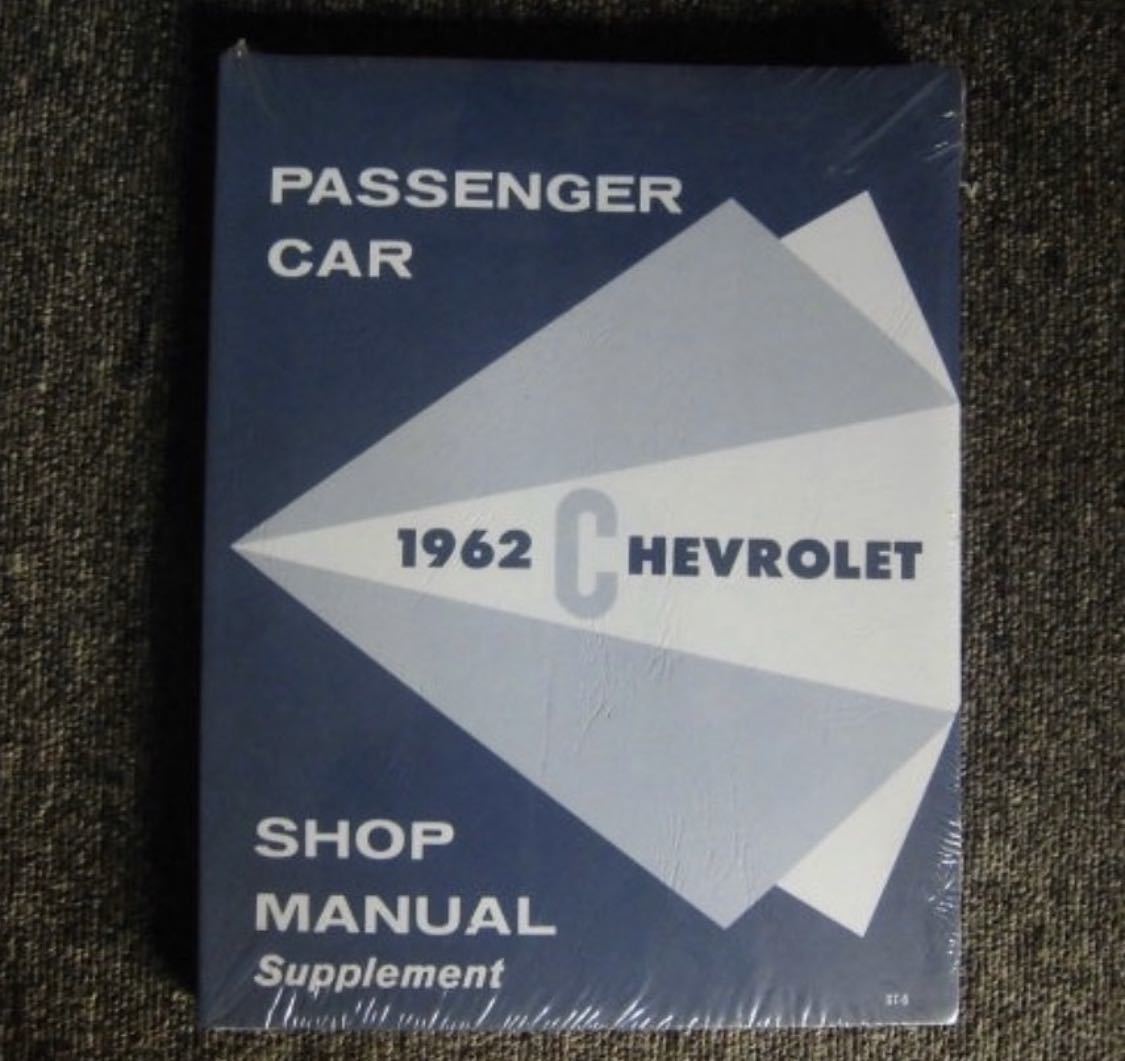 PASSENGER
CAR
1962 CHEVROLET
SHOP
MANUAL
Supplement